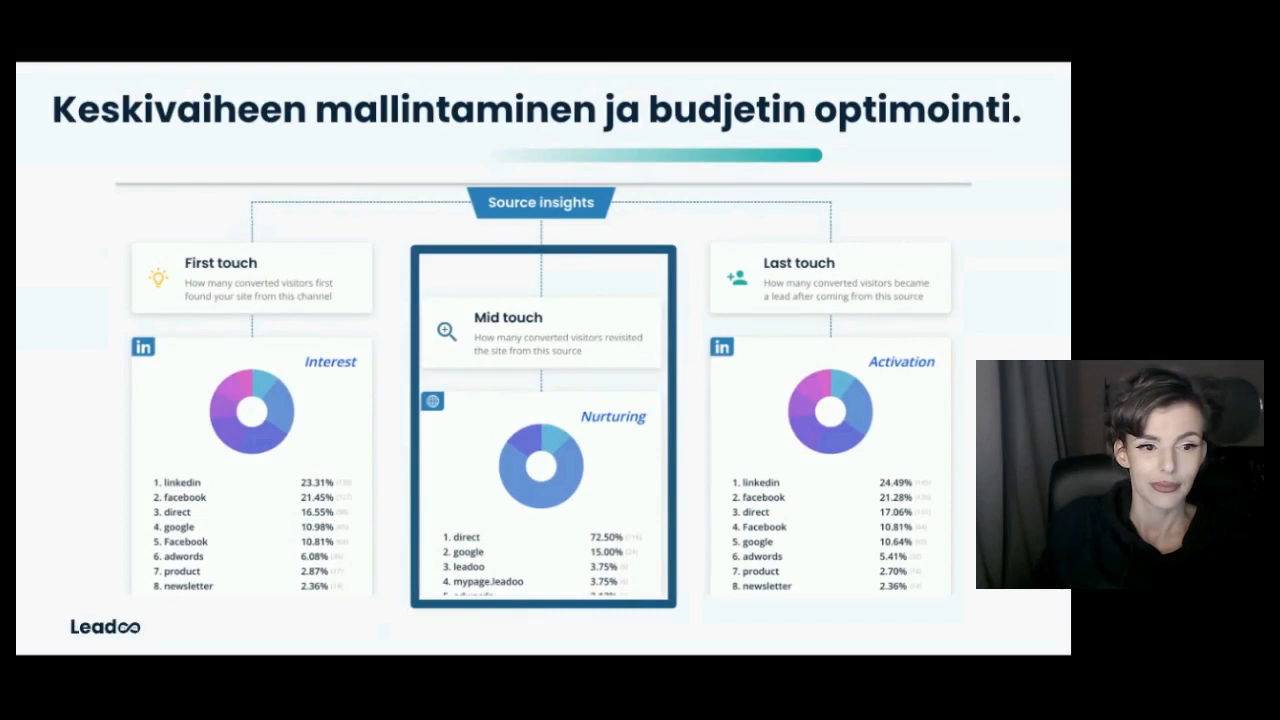 Keskivaiheen mallintaminen ja budjetin optimointi.
Source insights
First touch
How many converted visitors first
found your site from this channel
in
Interest
1. linkedin 23.31%
2. facebook 21.45%
3. direct 16.55%
4. google 10.98%
5. Facebook 10.81%
6. adwords 6.08%
7. product 2.87%
8. newsletter 2.36%
Mid touch
How many converted visitors revisited
the site from this source
Nurturing
1. direct 72.50%
2. google 15.00%
3. leadoo 3.75%
4. mypage.leadoo 3.75%
Last touch
How many converted visitors became
a lead after coming from this source
in
Activation
1. linkedin 24.49%
2. facebook 21.28%
3. direct 17.06%
4. Facebook 10.81%
5. google 10.64%
6. adwords 5.41%
7. product 2.70%
8. newsletter 2.36%
Leadoo